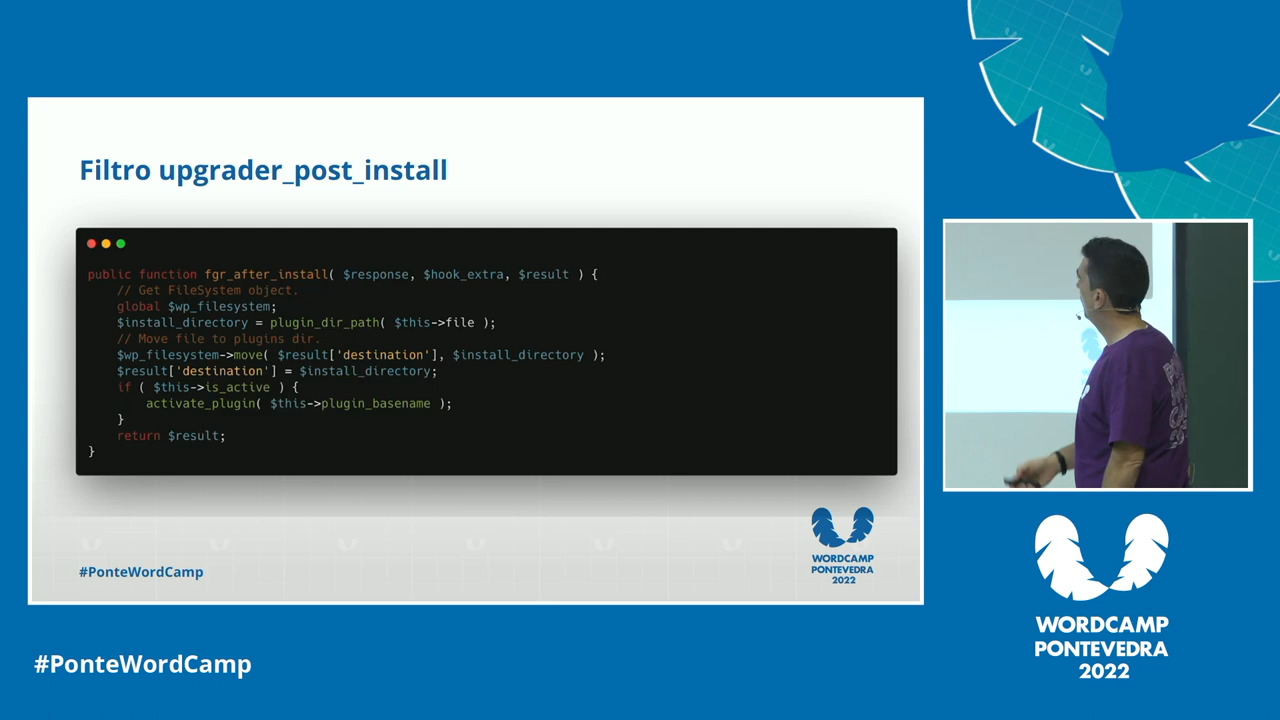 Filtro upgrader_post_install
public function fgr_after_install( $response, $hook_extra, $result ) {
// Get FileSystem object.
global $wp_filesystem;
$install_directory = plugin_dir_path( $this->file );
// Move file to plugins dir.
$wp_filesystem->move( $result['destination'], $install_directory );
$result['destination'] = $install_directory;
if ( $this->is_active ) {
activate_plugin( $this->plugin_basename );
}
return $result;
}
#PonteWordCamp
WORDCAMP
PONTEVEDRA
2022
WORDCAMP
PONTEVEDRA
2022
#PonteWordCamp